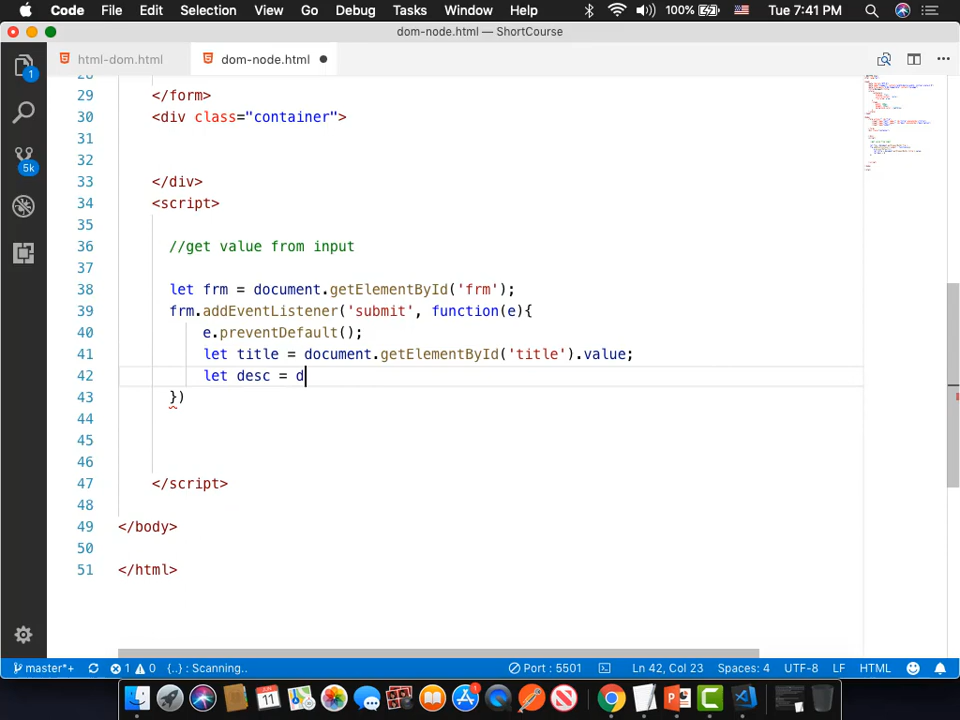 Code File Edit Selection View Go Debug Tasks Window Help 100% Tue 7:41 PM
dom-node.html — ShortCourse
html-dom.html dom-node.html
1
5k
29 </form>
30 <div class="container">
31
32
33 </div>
34 <script>
35
36 //get value from input
37
38 let frm = document.getElementById('frm');
39 frm.addEventListener('submit', function(e){
40 e.preventDefault();
41 let title = document.getElementById('title').value;
42 let desc = d
43 })
44
45
46
47 </script>
48
49 </body>
50
51 </html>
master*+ 1 0 {..} : Scanning.. Port : 5501 Ln 42, Col 23 Spaces: 4 UTF-8 LF HTML
11
1